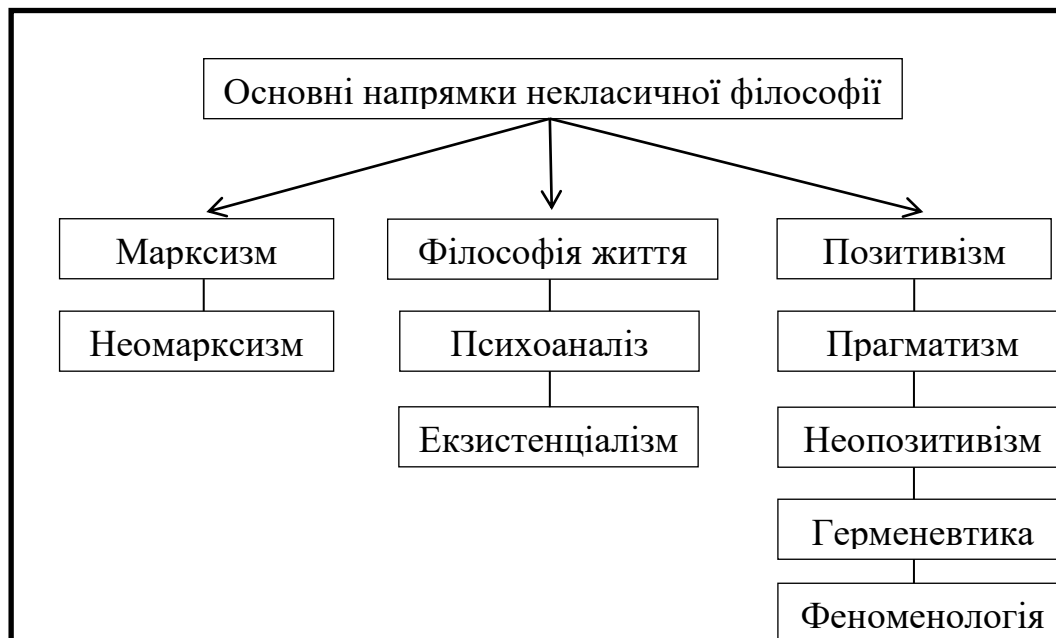 Основні напрямки некласичної філософії
Марксизм
Філософія життя
Позитивізм
Неомарксизм
Психоаналіз
Прагматизм
Екзистенціалізм
Неопозитивізм
Герменевтика
Феноменологія